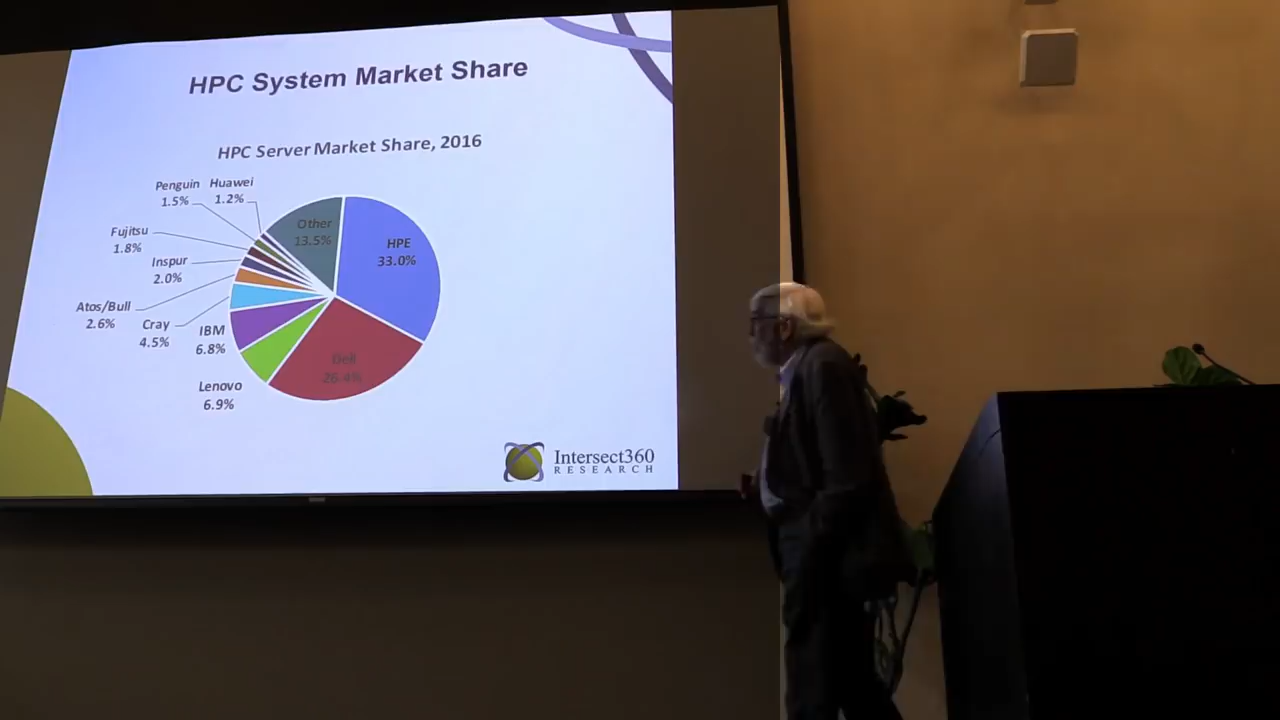 HPC System Market Share
HPC Server Market Share, 2016
Penguin
1.5%
Huawei
1.2%
Other
13.5%
Fujitsu
1.8%
HPE
33.0%
Inspur
2.0%
Atos/Bull
2.6%
Cray
4.5%
IBM
6.8%
Dell
26.4%
Lenovo
6.9%
Intersect360
RESEARCH